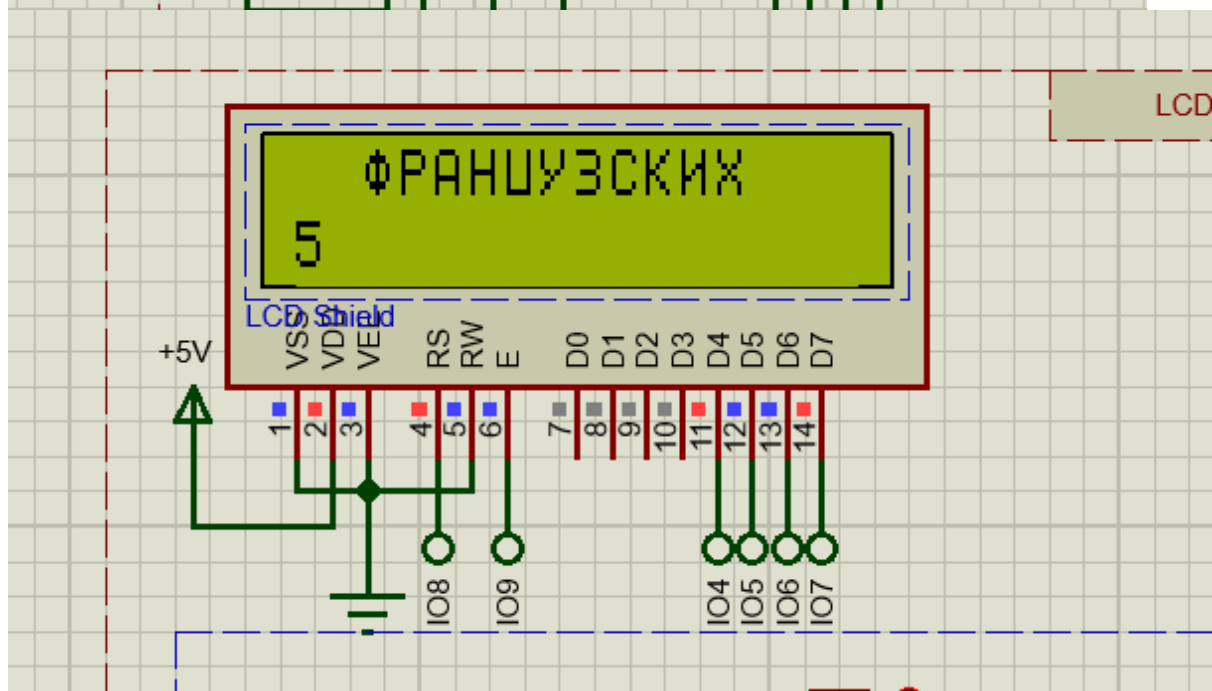 LCD
ФРАНЦУЗСКИХ
5
LCD Shield
+5V
VSS VDD VEE RS RW E D0 D1 D2 D3 D4 D5 D6 D7
1 2 3 4 5 6 7 8 9 10 11 12 13 14
IO8 IO9 IO4 IO5 IO6 IO7